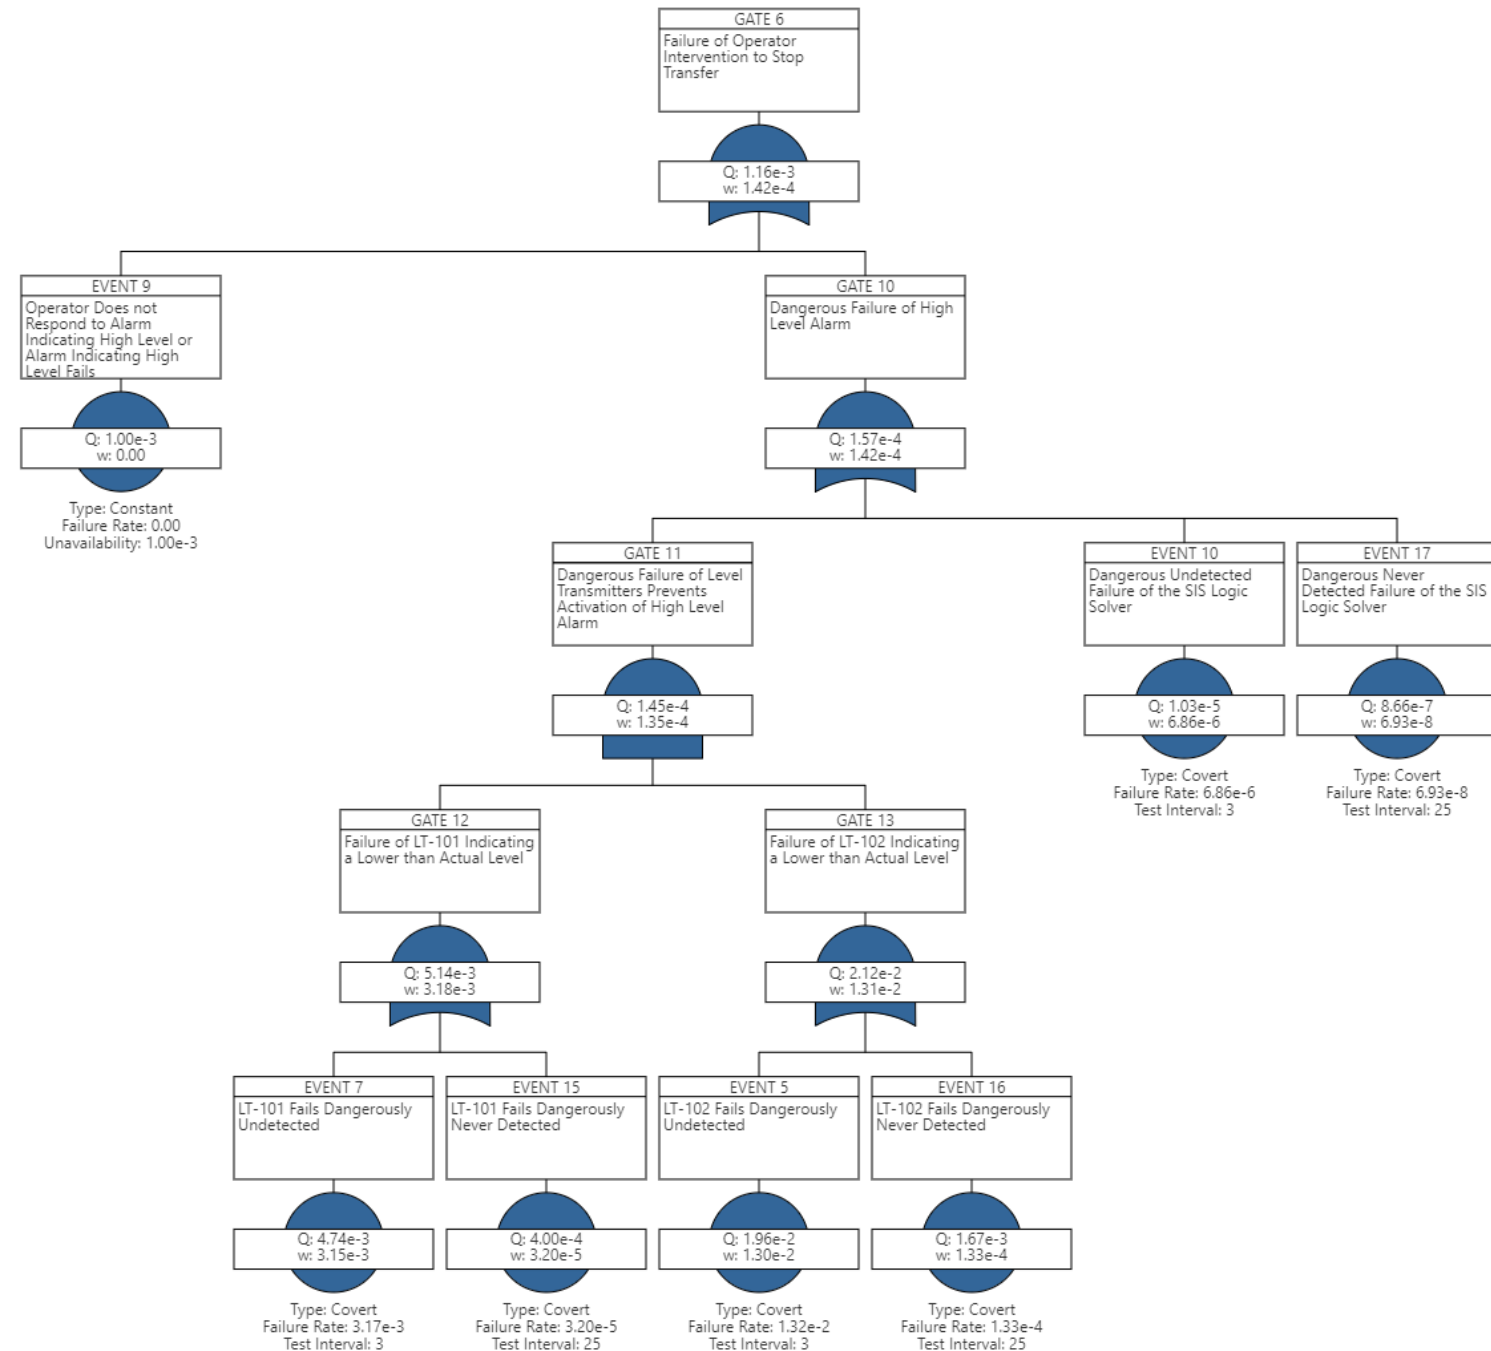 GATE 6
Failure of Operator
Intervention to Stop
Transfer
Q: 1.16e-3
w: 1.42e-4
EVENT 9
Operator Does not
Respond to Alarm
Indicating High Level or
Alarm Indicating High
Level Fails
Q: 1.00e-3
w: 0.00
Type: Constant
Failure Rate: 0.00
Unavailability: 1.00e-3
GATE 10
Dangerous Failure of High
Level Alarm
Q: 1.57e-4
w: 1.42e-4
GATE 11
Dangerous Failure of Level
Transmitters Prevents
Activation of High Level
Alarm
Q: 1.45e-4
w: 1.35e-4
EVENT 10
Dangerous Undetected
Failure of the SIS Logic
Solver
Q: 1.03e-5
w: 6.86e-6
Type: Covert
Failure Rate: 6.86e-6
Test Interval: 3
EVENT 17
Dangerous Never
Detected Failure of the SIS
Logic Solver
Q: 8.66e-7
w: 6.93e-8
Type: Covert
Failure Rate: 6.93e-8
Test Interval: 25
GATE 12
Failure of LT-101 Indicating
a Lower than Actual Level
Q: 5.14e-3
w: 3.18e-3
GATE 13
Failure of LT-102 Indicating
a Lower than Actual Level
Q: 2.12e-2
w: 1.31e-2
EVENT 7
LT-101 Fails Dangerously
Undetected
Q: 4.74e-3
w: 3.15e-3
Type: Covert
Failure Rate: 3.17e-3
Test Interval: 3
EVENT 15
LT-101 Fails Dangerously
Never Detected
Q: 4.00e-4
w: 3.20e-5
Type: Covert
Failure Rate: 3.20e-5
Test Interval: 25
EVENT 5
LT-102 Fails Dangerously
Undetected
Q: 1.96e-2
w: 1.30e-2
Type: Covert
Failure Rate: 1.32e-2
Test Interval: 3
EVENT 16
LT-102 Fails Dangerously
Never Detected
Q: 1.67e-3
w: 1.33e-4
Type: Covert
Failure Rate: 1.33e-4
Test Interval: 25